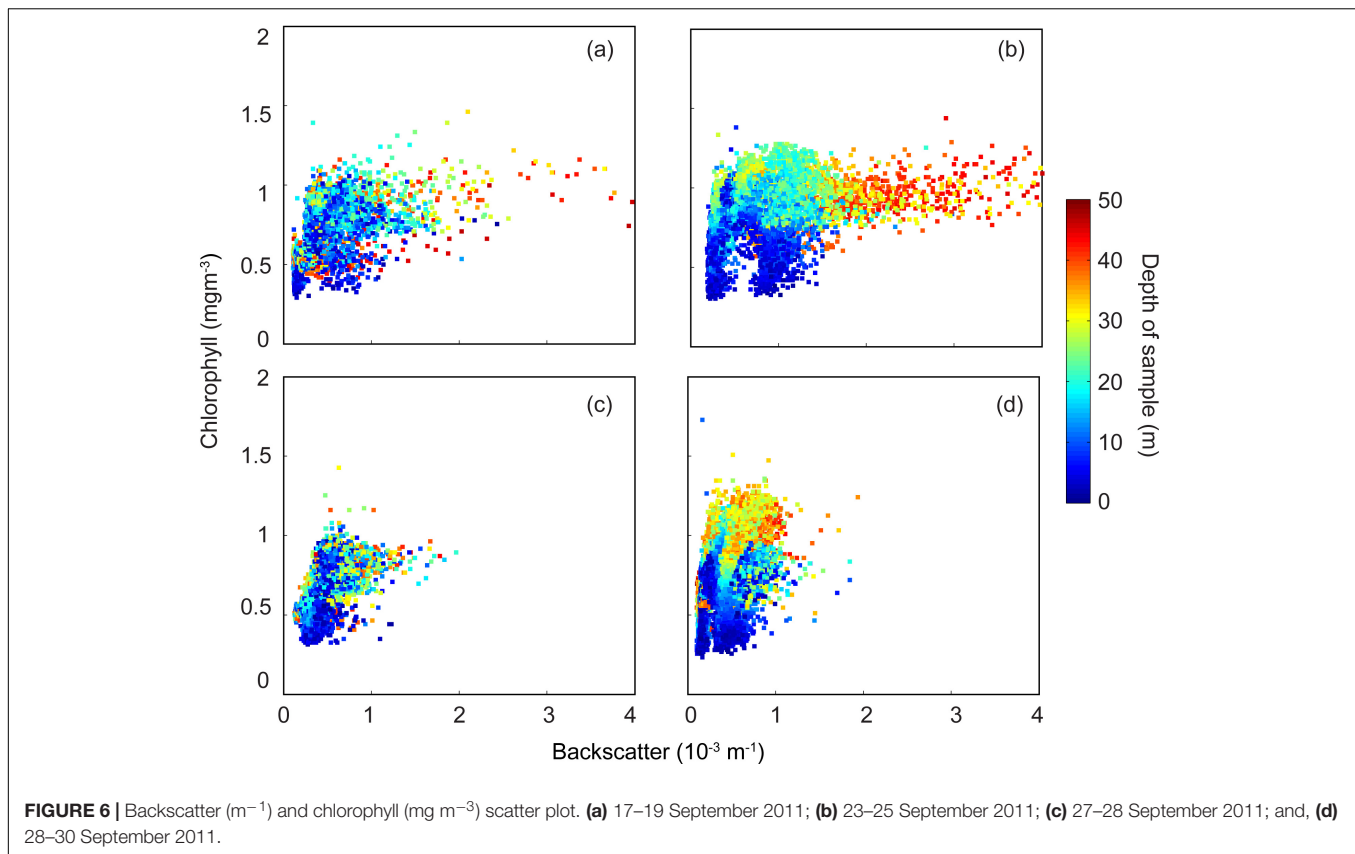 2
(a)
(b)
1.5
1
0.5
0
Chlorophyll (mgm⁻³)
50
40
30
20
10
0
Depth of sample (m)
2
(c)
(d)
1.5
1
0.5
0
0 1 2 3 4
0 1 2 3 4
Backscatter (10⁻³ m⁻¹)
FIGURE 6 | Backscatter (m⁻¹) and chlorophyll (mg m⁻³) scatter plot. (a) 17–19 September 2011; (b) 23–25 September 2011; (c) 27–28 September 2011; and, (d)
28–30 September 2011.